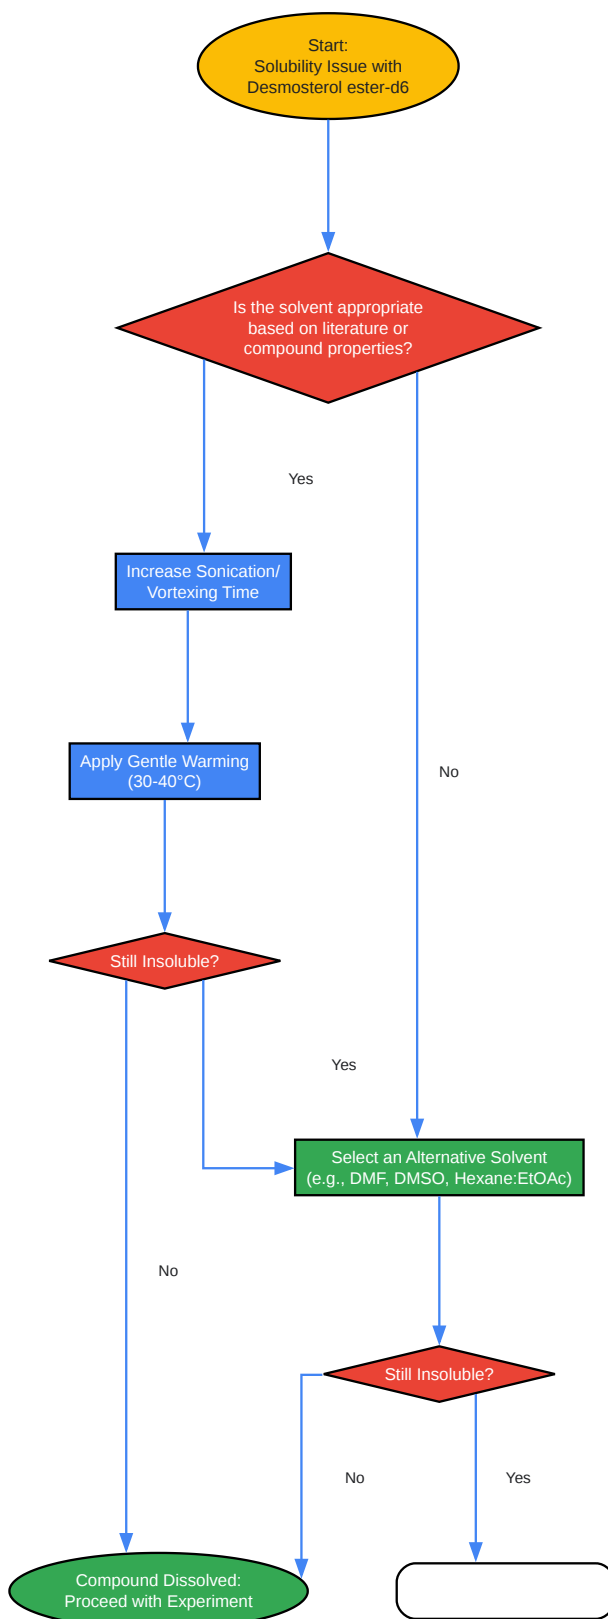 Start:
Solubility Issue with
Desmosterol ester-d6
Is the solvent appropriate
based on literature or
compound properties?
Yes
Increase Sonication/
Vortexing Time
Apply Gentle Warming
(30-40°C)
No
Still Insoluble?
Yes
Select an Alternative Solvent
(e.g., DMF, DMSO, Hexane:EtOAc)
No
Still Insoluble?
No
Yes
Compound Dissolved:
Proceed with Experiment